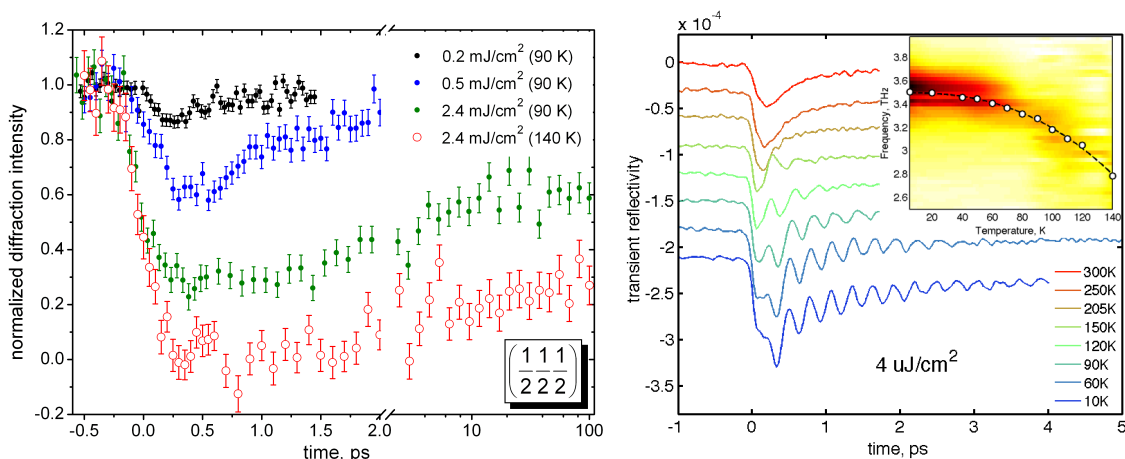 1.2
1.0
0.8
0.6
0.4
0.2
0.0
-0.2
normalized diffraction intensity
0.2 mJ/cm² (90 K)
0.5 mJ/cm² (90 K)
2.4 mJ/cm² (90 K)
2.4 mJ/cm² (140 K)
(1/2 1/2 1/2)
-0.5 0.0 0.5 1.0 1.5 2.0 10 100
time, ps
x 10⁻⁴
0
-0.5
-1
-1.5
-2
-2.5
-3
-3.5
transient reflectivity
3.8
3.6
3.4
3.2
3
2.8
2.6
Frequency, THz
20 40 60 80 100 120 140
Temperature, K
300K
250K
205K
150K
120K
90K
60K
10K
4 uJ/cm²
-1 0 1 2 3 4 5
time, ps